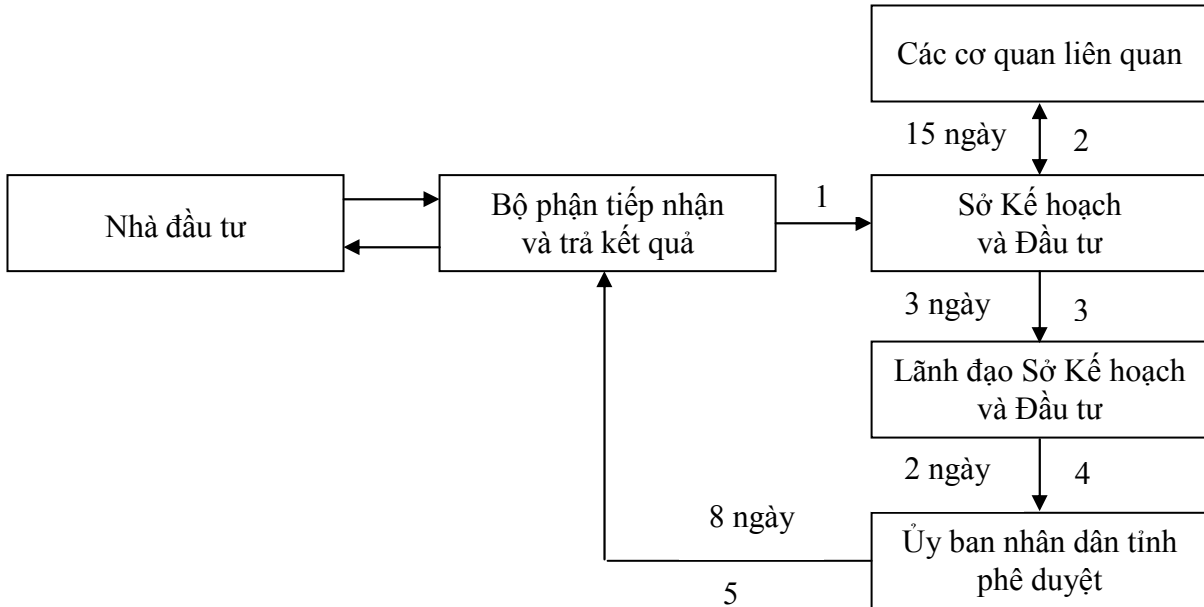 Các cơ quan liên quan
15 ngày
2
Nhà đầu tư
Bộ phận tiếp nhận
và trả kết quả
1
Sở Kế hoạch
và Đầu tư
3 ngày
3
Lãnh đạo Sở Kế hoạch
và Đầu tư
2 ngày
4
8 ngày
5
Ủy ban nhân dân tỉnh
phê duyệt